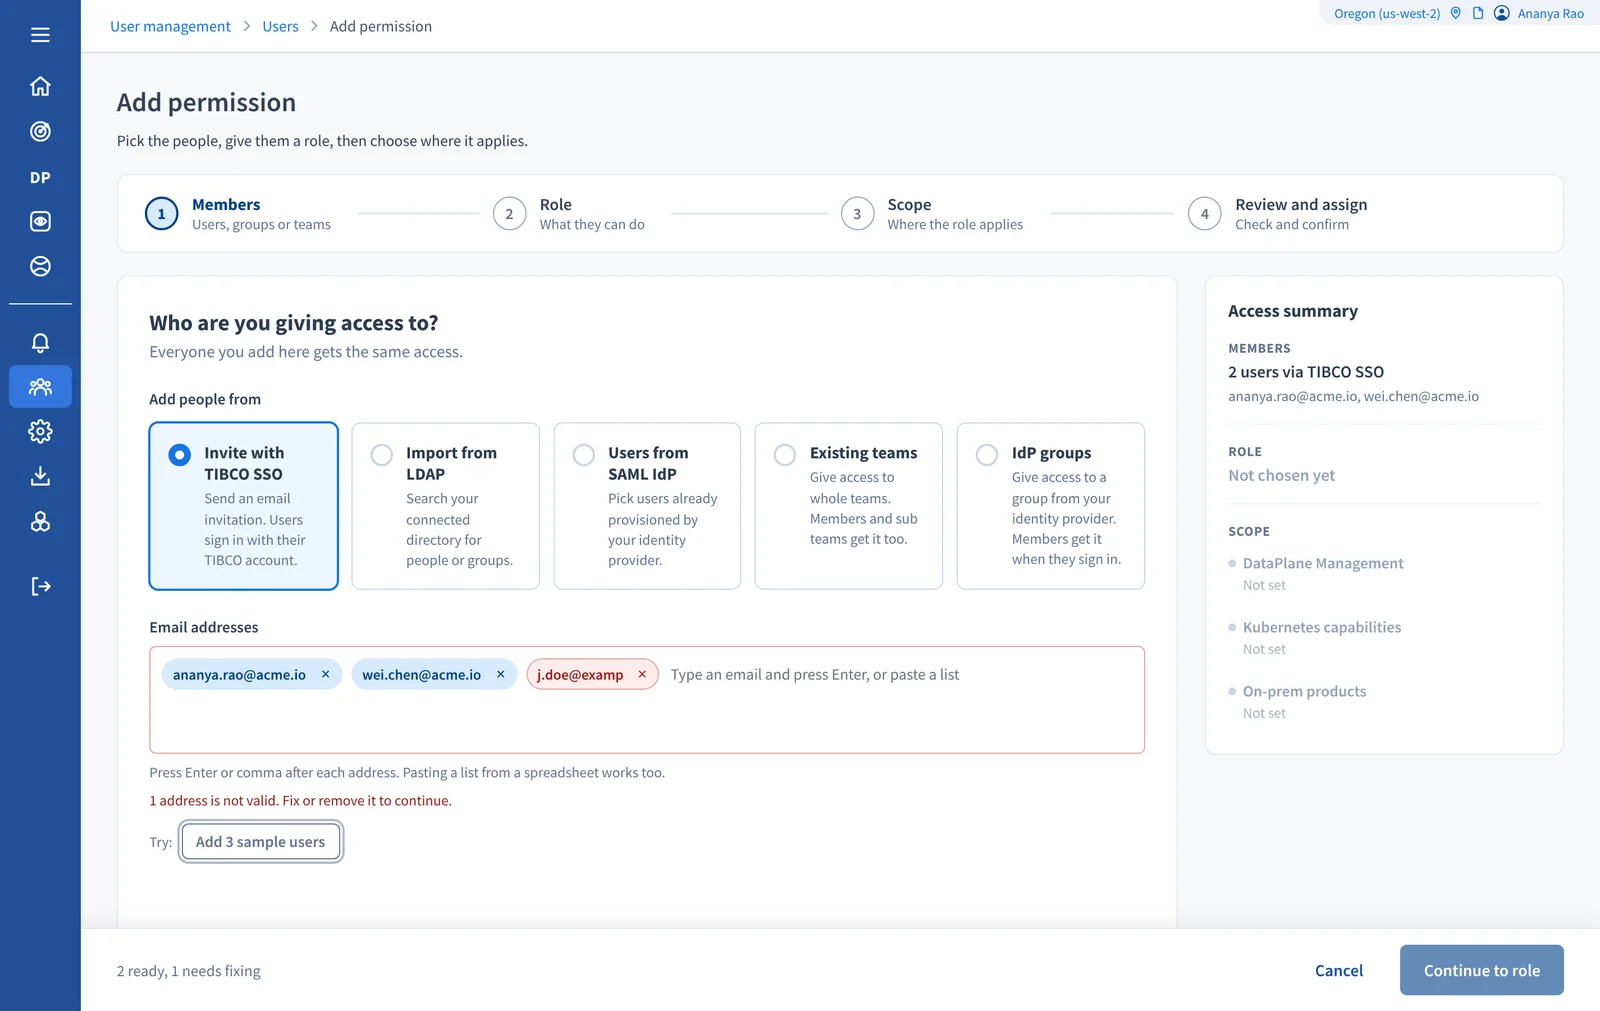 User management > Users > Add permission
Oregon (us-west-2) Ananya Rao
DP
Add permission
Pick the people, give them a role, then choose where it applies.
1 Members
Users, groups or teams
2 Role
What they can do
3 Scope
Where the role applies
4 Review and assign
Check and confirm
Who are you giving access to?
Everyone you add here gets the same access.
Add people from
Invite with
TIBCO SSO
Send an email
invitation. Users
sign in with their
TIBCO account.
Import from
LDAP
Search your
connected
directory for
people or groups.
Users from
SAML IdP
Pick users already
provisioned by
your identity
provider.
Existing teams
Give access to
whole teams.
Members and sub
teams get it too.
IdP groups
Give access to a
group from your
identity provider.
Members get it
when they sign in.
Email addresses
ananya.rao@acme.io × wei.chen@acme.io × j.doe@examp × Type an email and press Enter, or paste a list
Press Enter or comma after each address. Pasting a list from a spreadsheet works too.
1 address is not valid. Fix or remove it to continue.
Try: Add 3 sample users
Access summary
MEMBERS
2 users via TIBCO SSO
ananya.rao@acme.io, wei.chen@acme.io
ROLE
Not chosen yet
SCOPE
DataPlane Management
Not set
Kubernetes capabilities
Not set
On-prem products
Not set
2 ready, 1 needs fixing
Cancel
Continue to role